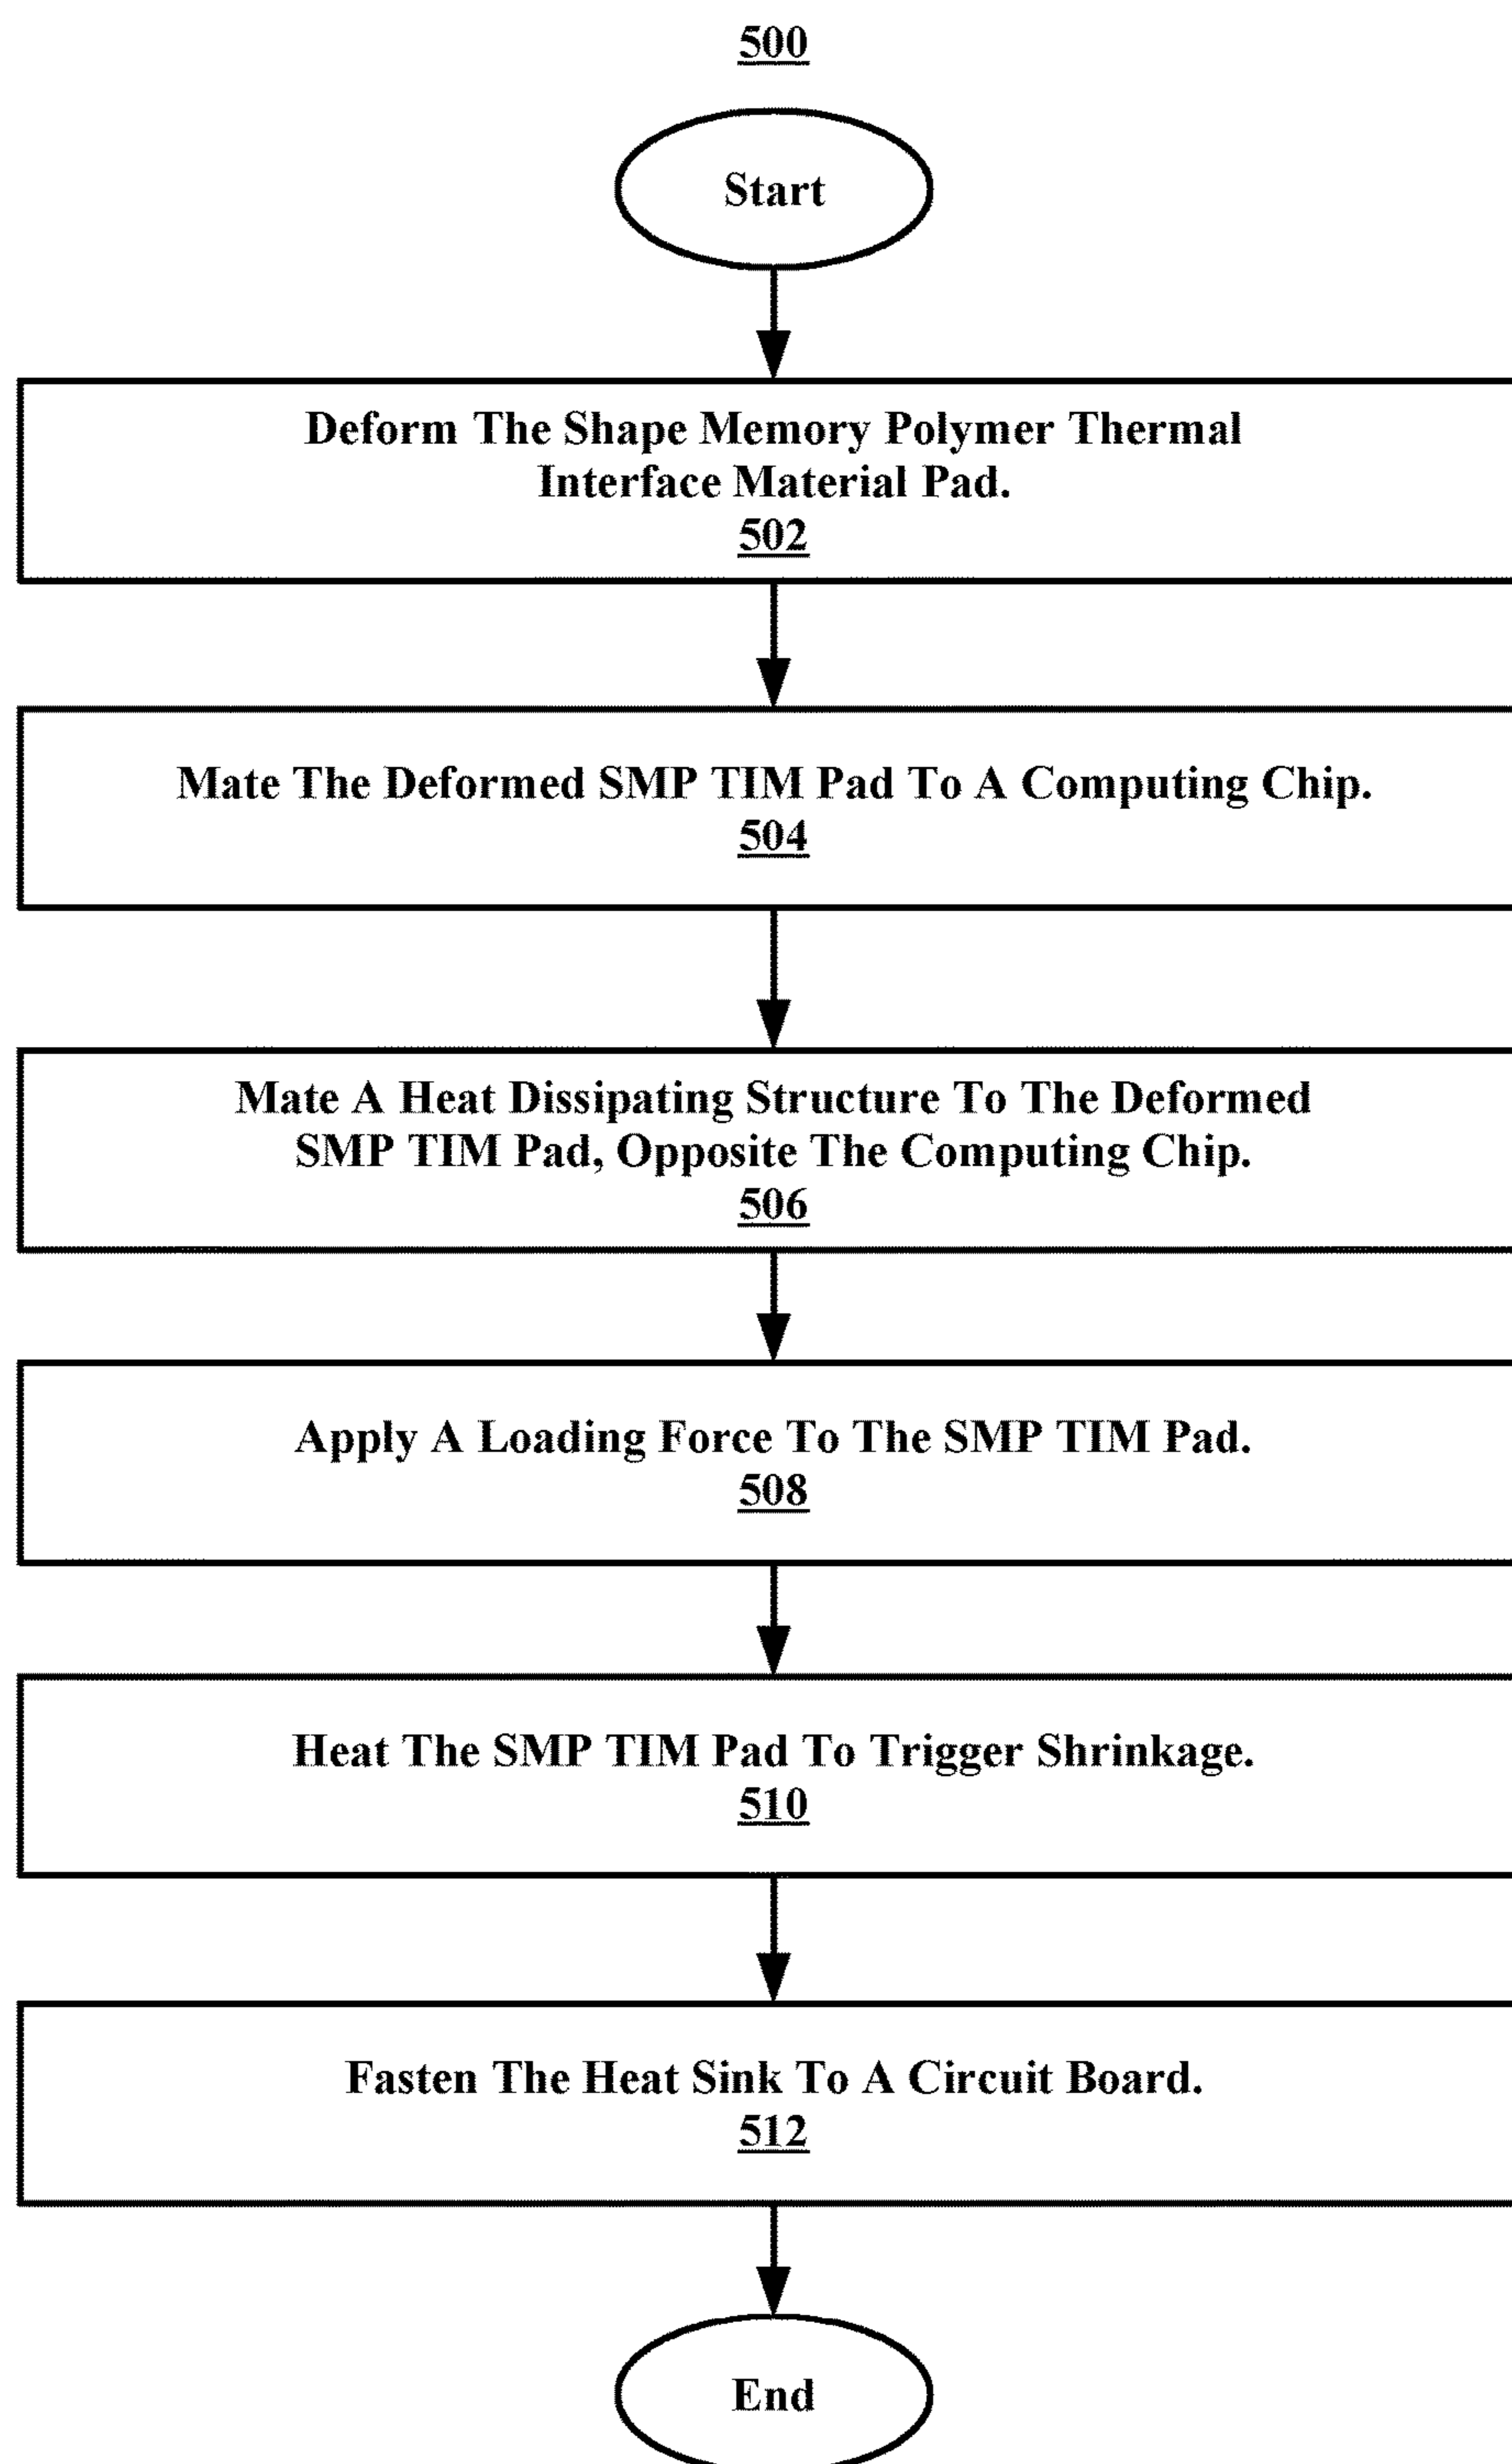 500
Start
Deform The Shape Memory Polymer Thermal
Interface Material Pad.
502
Mate The Deformed SMP TIM Pad To A Computing Chip.
504
Mate A Heat Dissipating Structure To The Deformed
SMP TIM Pad, Opposite The Computing Chip.
506
Apply A Loading Force To The SMP TIM Pad.
508
Heat The SMP TIM Pad To Trigger Shrinkage.
510
Fasten The Heat Sink To A Circuit Board.
512
End